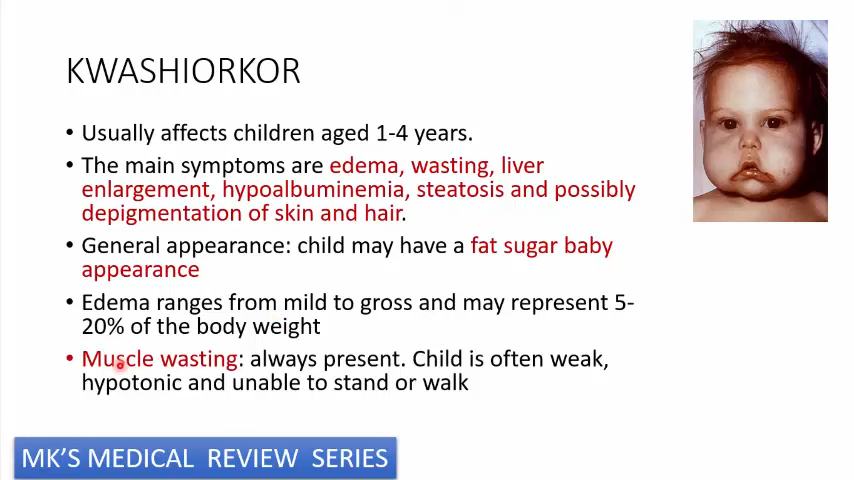 KWASHIORKOR
• Usually affects children aged 1-4 years.
• The main symptoms are edema, wasting, liver
enlargement, hypoalbuminemia, steatosis and possibly
depigmentation of skin and hair.
• General appearance: child may have a fat sugar baby
appearance
• Edema ranges from mild to gross and may represent 5-
20% of the body weight
• Muscle wasting: always present. Child is often weak,
hypotonic and unable to stand or walk
MK'S MEDICAL REVIEW SERIES